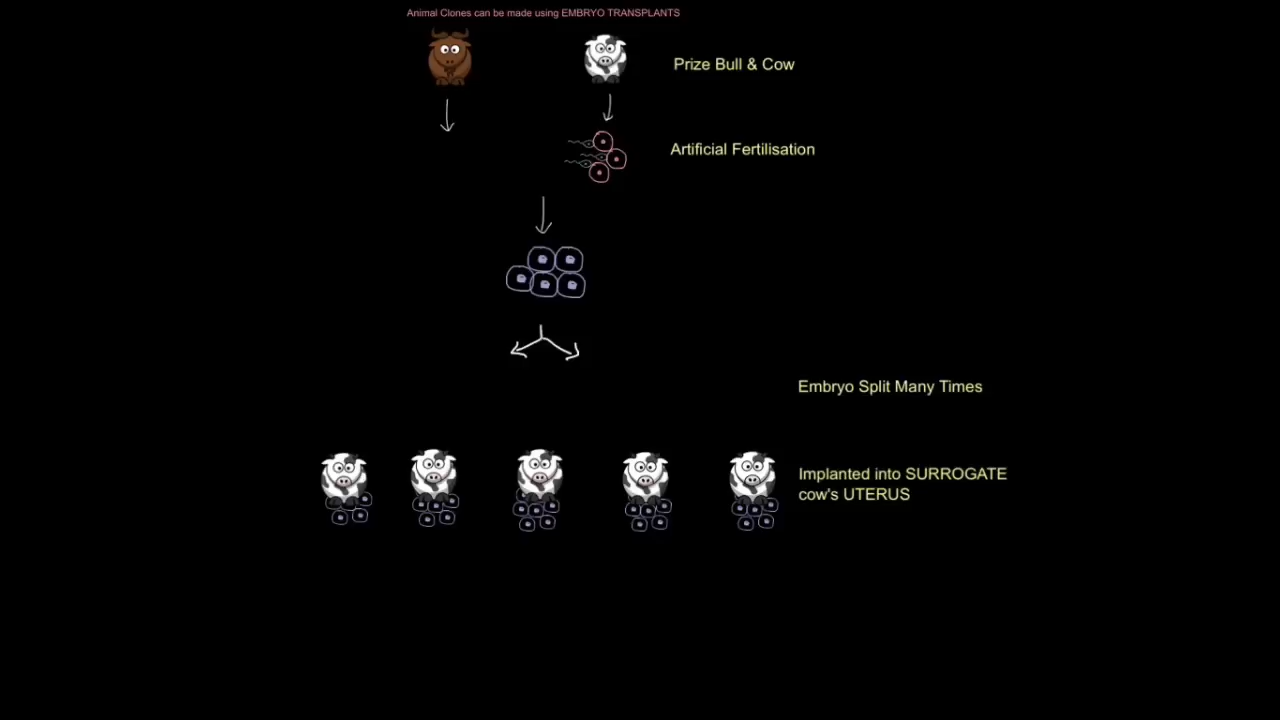 Animal Clones can be made using EMBRYO TRANSPLANTS
Prize Bull & Cow
Artificial Fertilisation
Embryo Split Many Times
Implanted into SURROGATE
cow's UTERUS